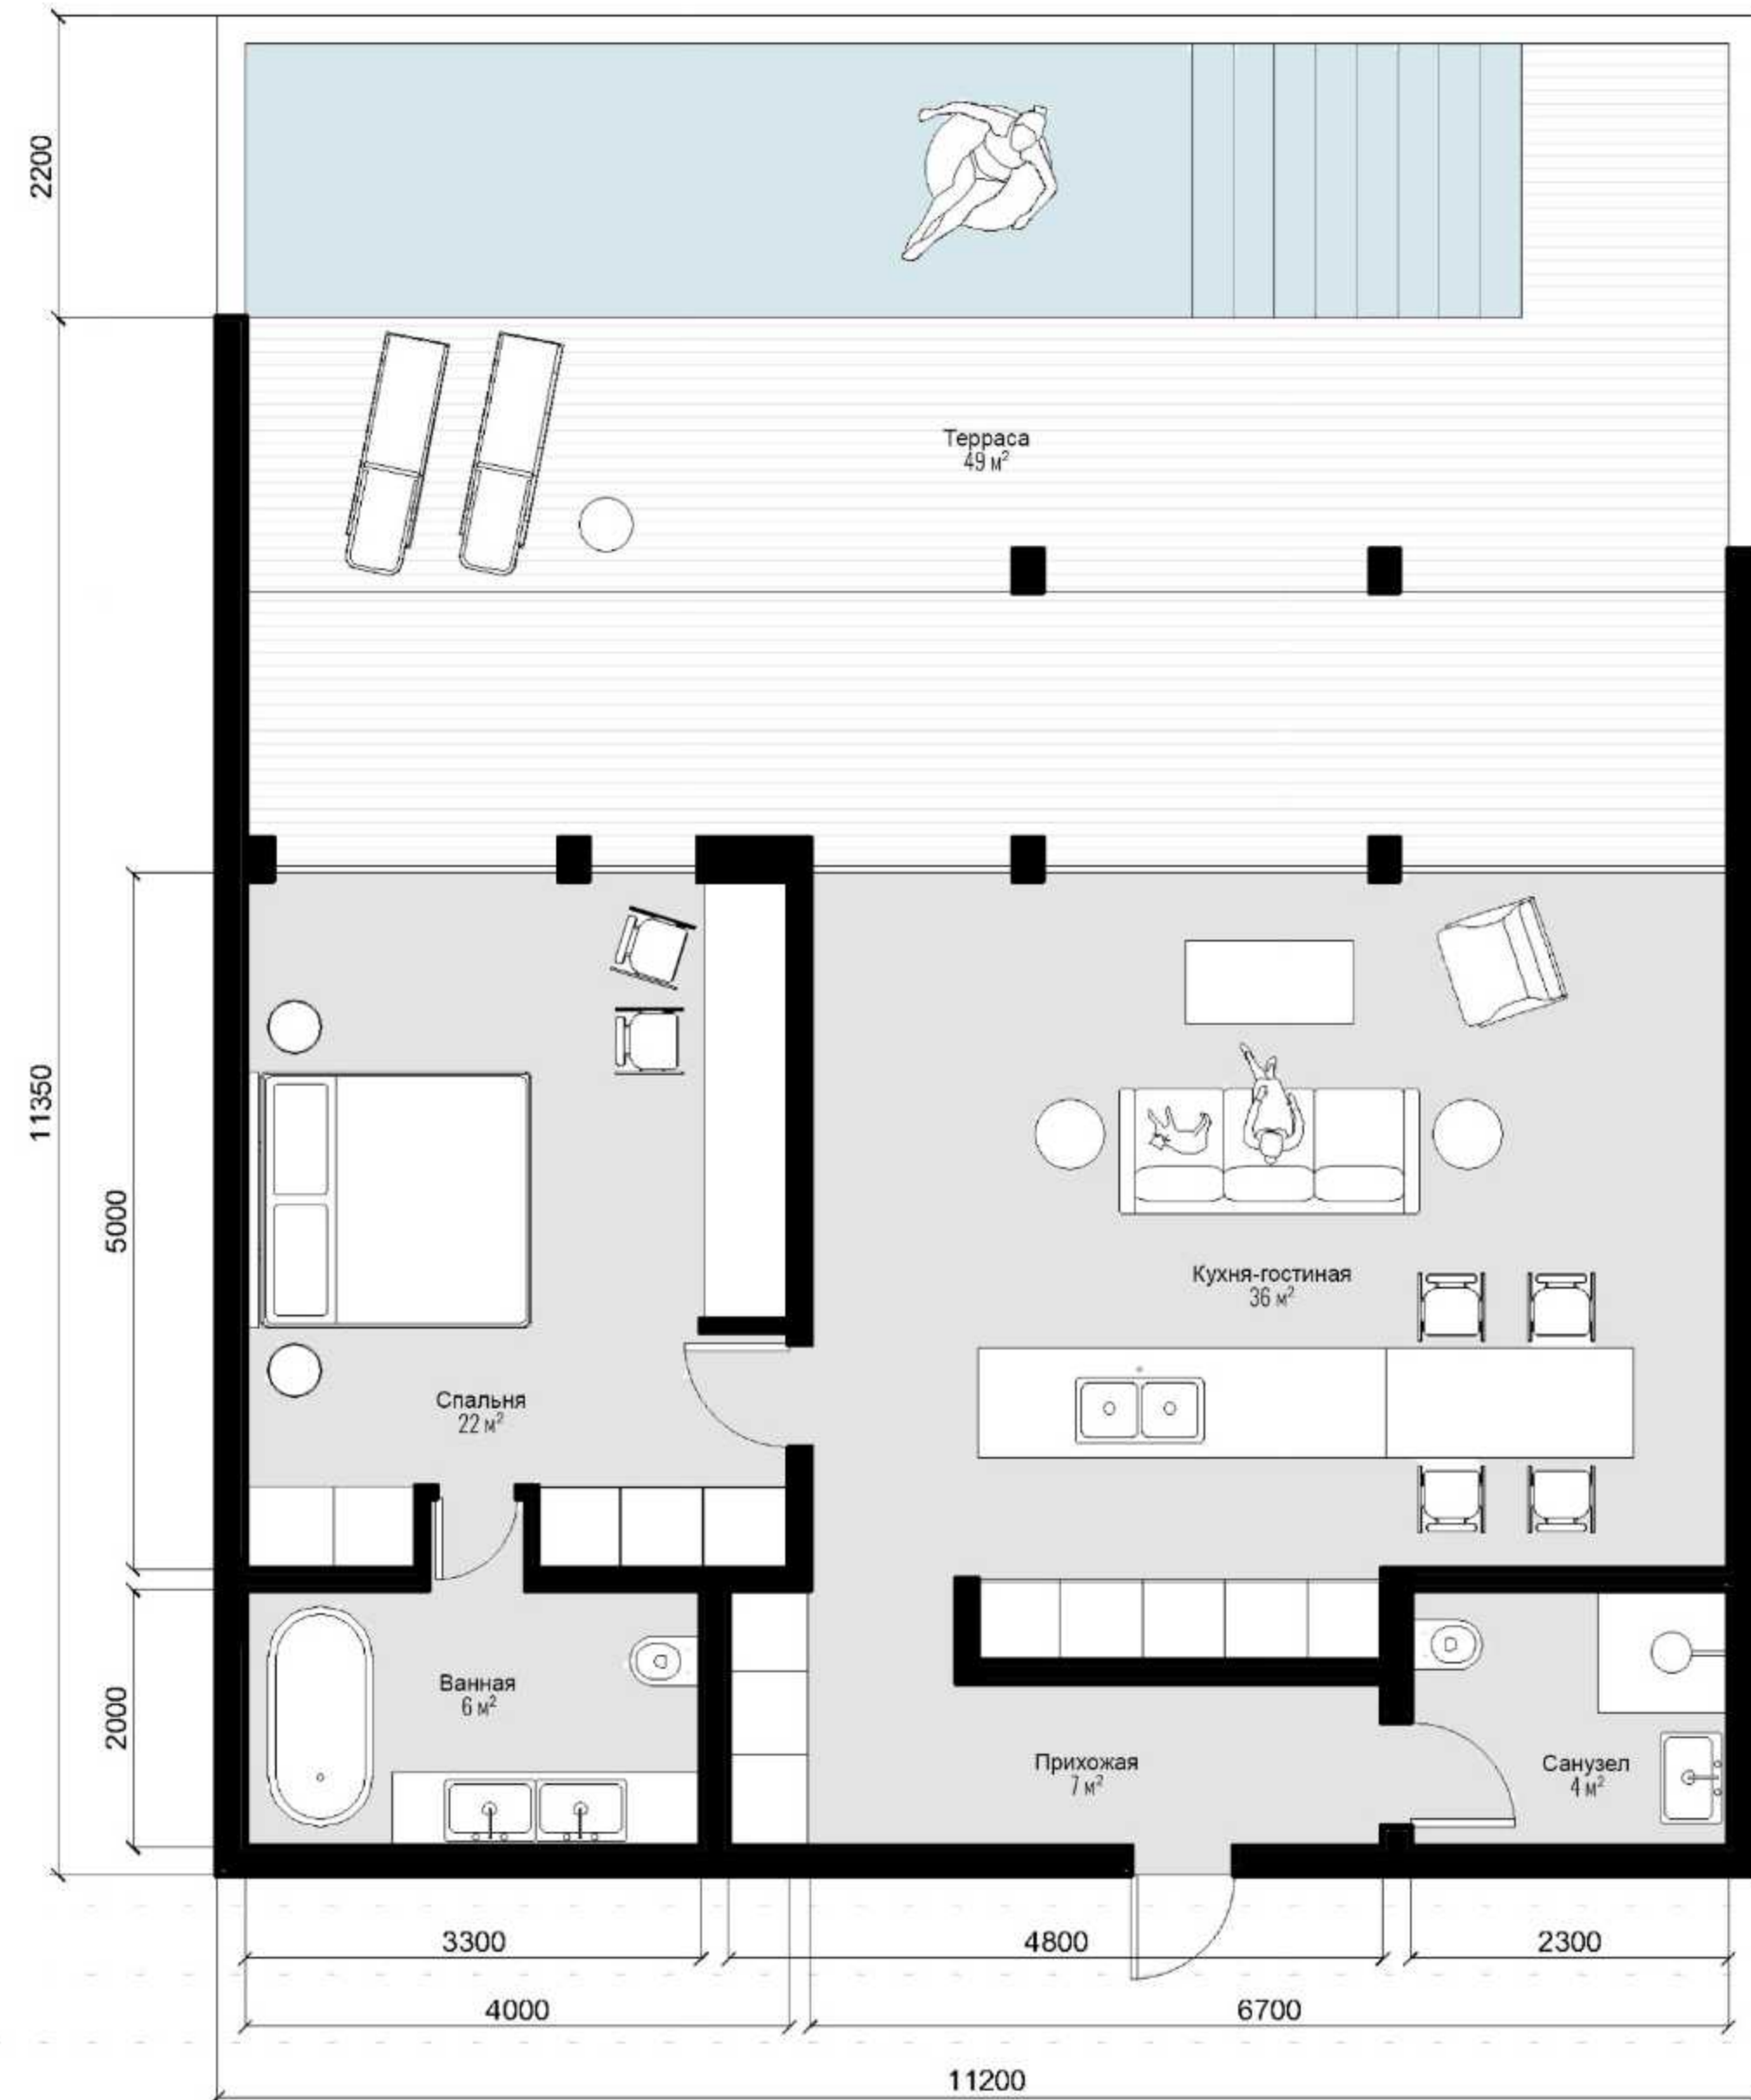 2200
Терраса
49 м²
11350
5000
Кухня-гостиная
36 м²
Спальня
22 м²
2000
Ванная
6 м²
Прихожая
7 м²
Санузел
4 м²
3300
4800
2300
4000
6700
11200